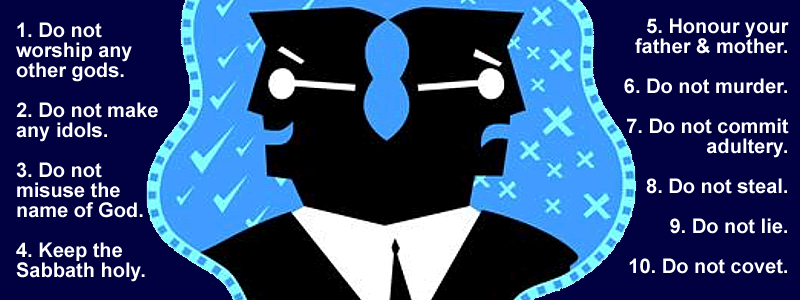 1. Do not
worship any
other gods.
2. Do not make
any idols.
3. Do not
misuse the
name of God.
4. Keep the
Sabbath holy.
5. Honour your
father & mother.
6. Do not murder.
7. Do not commit
adultery.
8. Do not steal.
9. Do not lie.
10. Do not covet.